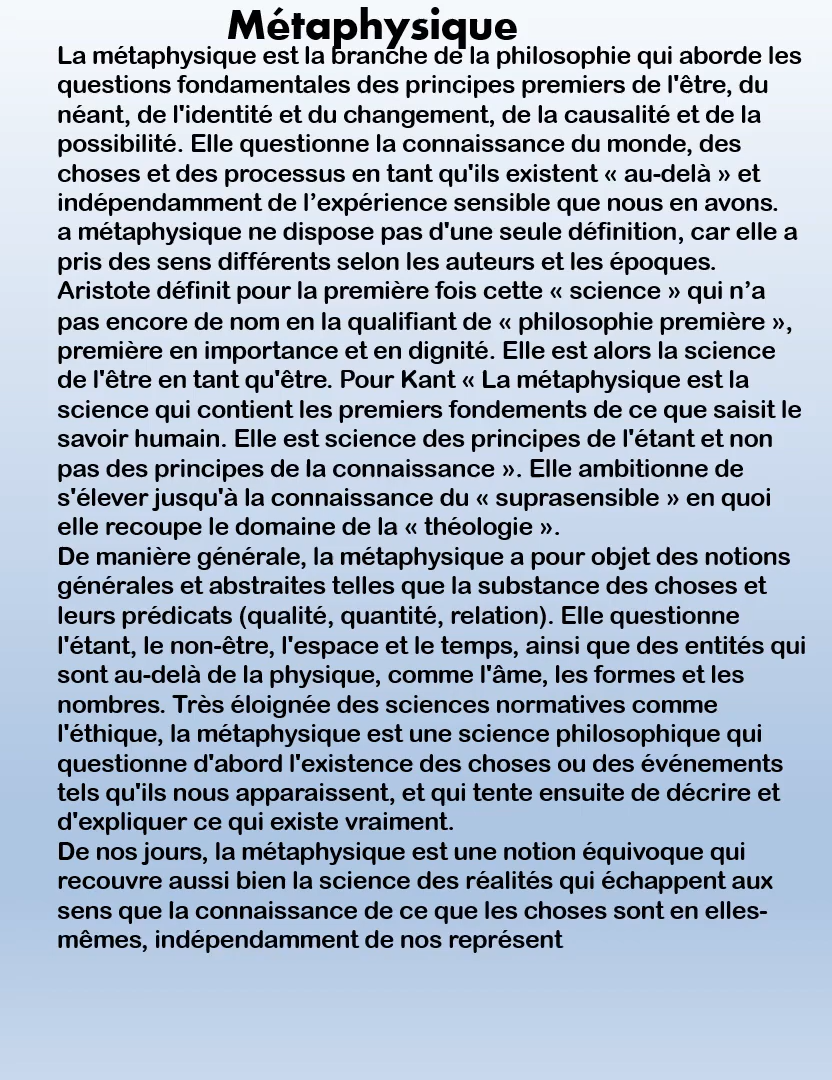 Métaphysique
La métaphysique est la branche de la philosophie qui aborde les
questions fondamentales des principes premiers de l'être, du
néant, de l'identité et du changement, de la causalité et de la
possibilité. Elle questionne la connaissance du monde, des
choses et des processus en tant qu'ils existent « au-delà » et
indépendamment de l’expérience sensible que nous en avons.
a métaphysique ne dispose pas d'une seule définition, car elle a
pris des sens différents selon les auteurs et les époques.
Aristote définit pour la première fois cette « science » qui n’a
pas encore de nom en la qualifiant de « philosophie première »,
première en importance et en dignité. Elle est alors la science
de l'être en tant qu'être. Pour Kant « La métaphysique est la
science qui contient les premiers fondements de ce que saisit le
savoir humain. Elle est science des principes de l'étant et non
pas des principes de la connaissance ». Elle ambitionne de
s'élever jusqu'à la connaissance du « suprasensible » en quoi
elle recoupe le domaine de la « théologie ».
De manière générale, la métaphysique a pour objet des notions
générales et abstraites telles que la substance des choses et
leurs prédicats (qualité, quantité, relation). Elle questionne
l'étant, le non-être, l'espace et le temps, ainsi que des entités qui
sont au-delà de la physique, comme l'âme, les formes et les
nombres. Très éloignée des sciences normatives comme
l'éthique, la métaphysique est une science philosophique qui
questionne d'abord l'existence des choses ou des événements
tels qu'ils nous apparaissent, et qui tente ensuite de décrire et
d'expliquer ce qui existe vraiment.
De nos jours, la métaphysique est une notion équivoque qui
recouvre aussi bien la science des réalités qui échappent aux
sens que la connaissance de ce que les choses sont en elles-
mêmes, indépendamment de nos représent